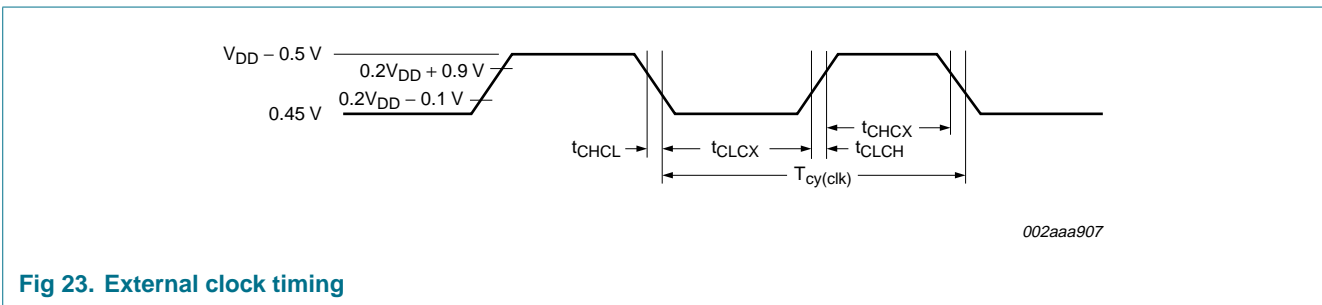 V_DD − 0.5 V
0.2V_DD + 0.9 V
0.2V_DD − 0.1 V
0.45 V
t_CHCX
t_CHCL
t_CLCX
t_CLCH
T_cy(clk)
002aaa907
Fig 23. External clock timing